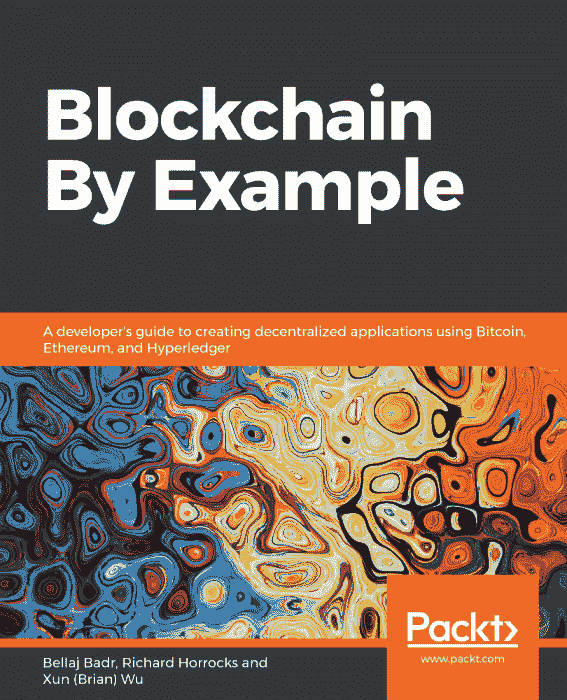 Blockchain
By Example
A developer's guide to creating decentralized applications using Bitcoin,
Ethereum, and Hyperledger
Packt>
www.packt.com
Bellaj Badr, Richard Horrocks and
Xun (Brian) Wu